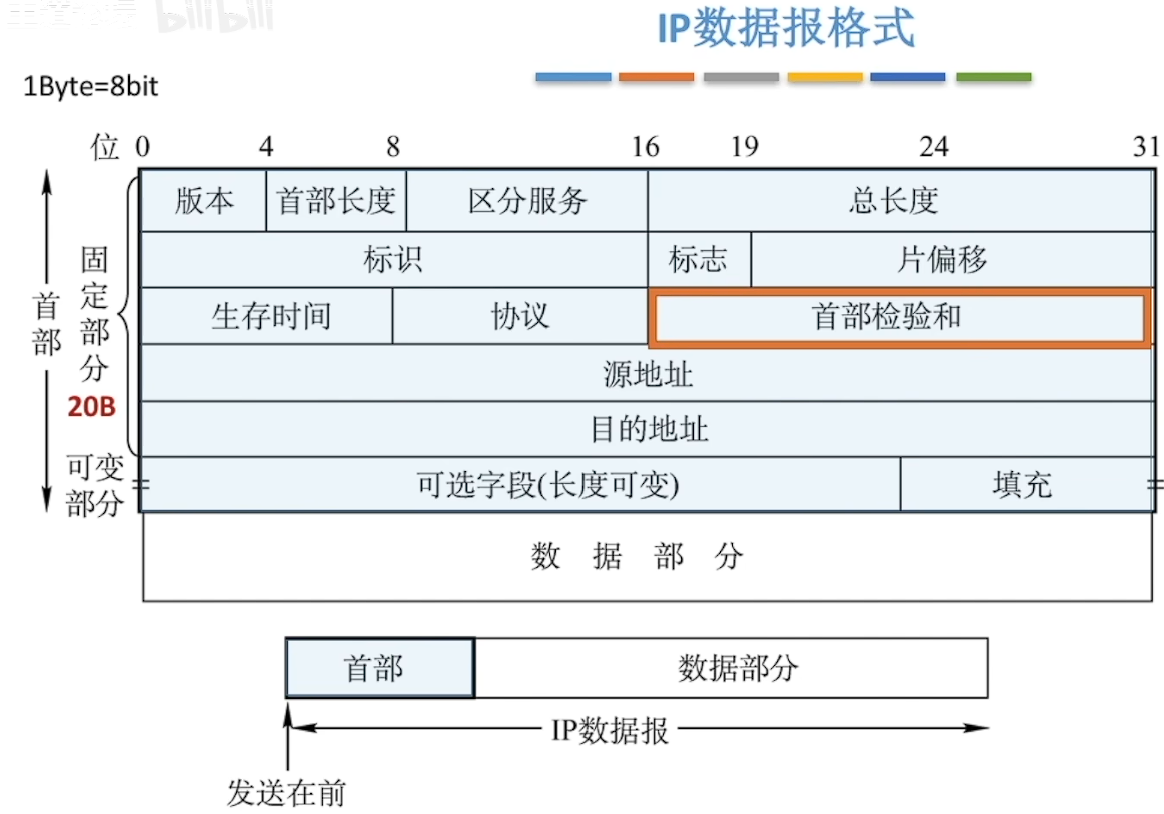 bilibili
IP数据报格式
1Byte=8bit
位 0 4 8 16 19 24 31
版本 首部长度 区分服务 总长度
标识 标志 片偏移
生存时间 协议 首部检验和
源地址
目的地址
可选字段(长度可变) 填充
数据部分
首部
固定部分
20B
可变
部分
首部 数据部分
IP数据报
发送在前